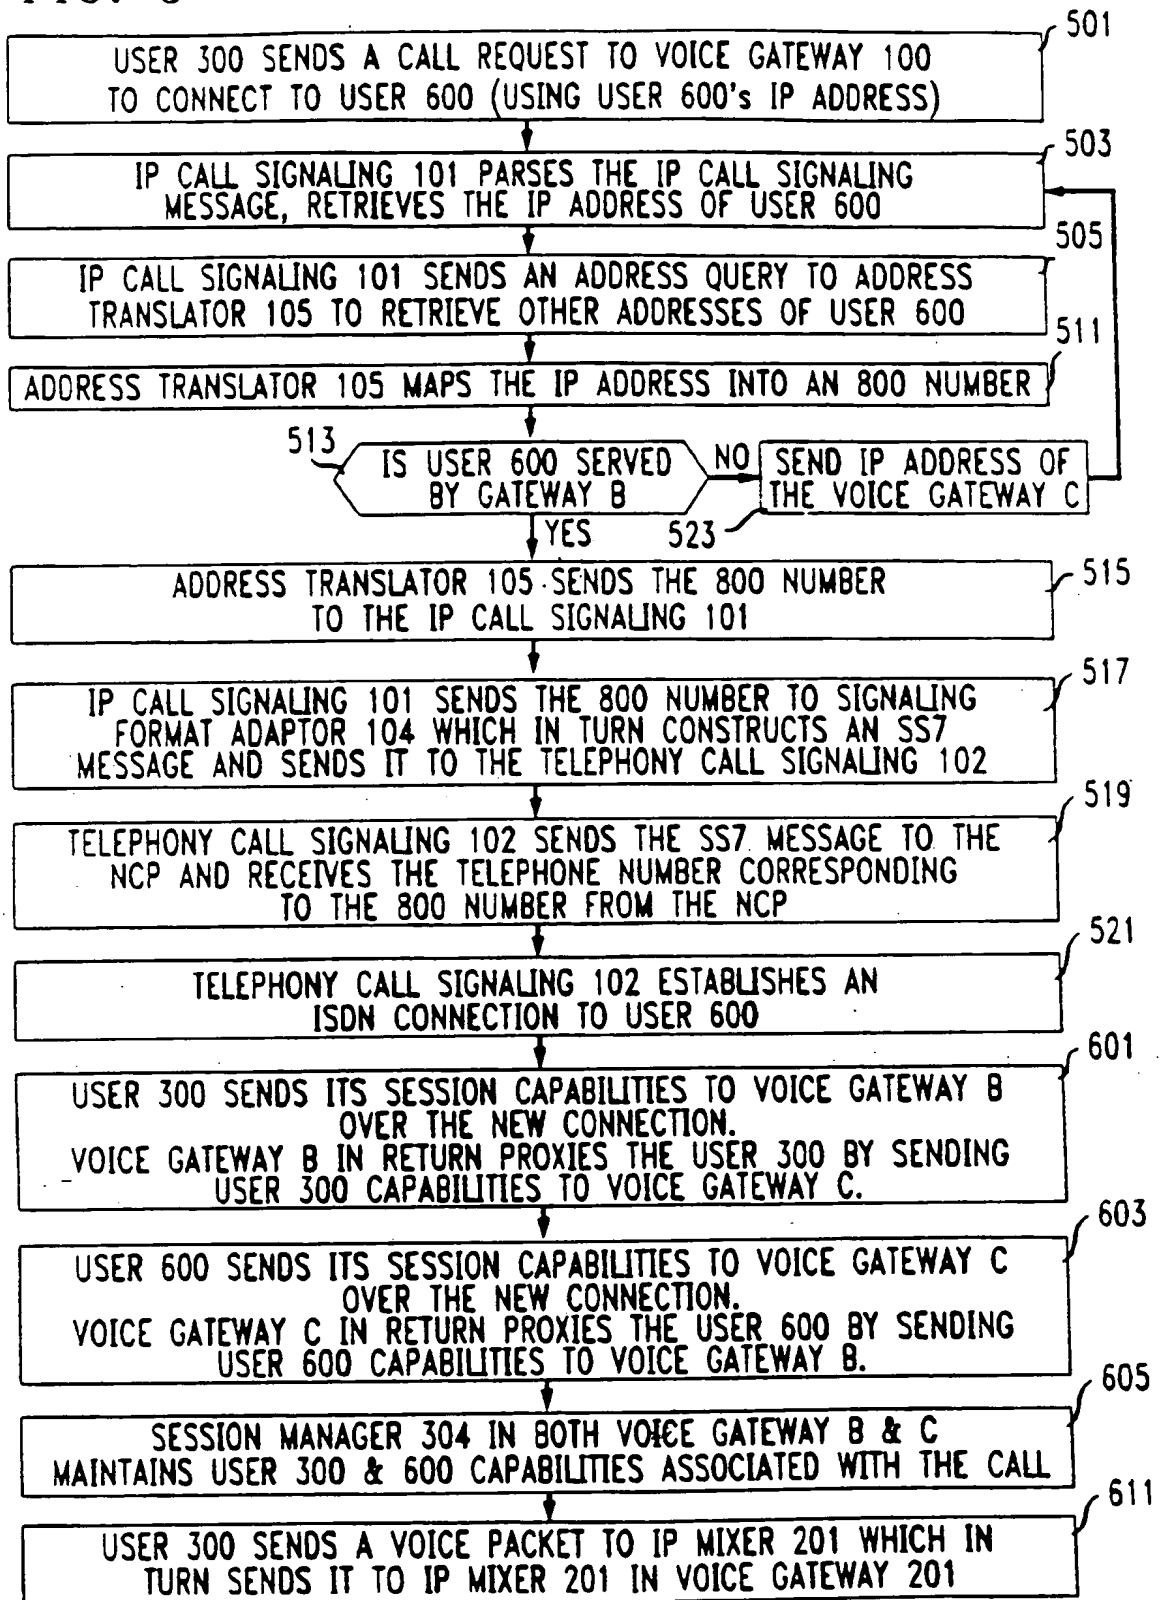 501
USER 300 SENDS A CALL REQUEST TO VOICE GATEWAY 100
TO CONNECT TO USER 600 (USING USER 600's IP ADDRESS)
503
IP CALL SIGNALING 101 PARSES THE IP CALL SIGNALING
MESSAGE, RETRIEVES THE IP ADDRESS OF USER 600
505
IP CALL SIGNALING 101 SENDS AN ADDRESS QUERY TO ADDRESS
TRANSLATOR 105 TO RETRIEVE OTHER ADDRESSES OF USER 600
511
ADDRESS TRANSLATOR 105 MAPS THE IP ADDRESS INTO AN 800 NUMBER
513
IS USER 600 SERVED
BY GATEWAY B
NO
SEND IP ADDRESS OF
THE VOICE GATEWAY C
YES
523
515
ADDRESS TRANSLATOR 105 SENDS THE 800 NUMBER
TO THE IP CALL SIGNALING 101
517
IP CALL SIGNALING 101 SENDS THE 800 NUMBER TO SIGNALING
FORMAT ADAPTOR 104 WHICH IN TURN CONSTRUCTS AN SS7
MESSAGE AND SENDS IT TO THE TELEPHONY CALL SIGNALING 102
519
TELEPHONY CALL SIGNALING 102 SENDS THE SS7 MESSAGE TO THE
NCP AND RECEIVES THE TELEPHONE NUMBER CORRESPONDING
TO THE 800 NUMBER FROM THE NCP
521
TELEPHONY CALL SIGNALING 102 ESTABLISHES AN
ISDN CONNECTION TO USER 600
601
USER 300 SENDS ITS SESSION CAPABILITIES TO VOICE GATEWAY B
OVER THE NEW CONNECTION.
VOICE GATEWAY B IN RETURN PROXIES THE USER 300 BY SENDING
USER 300 CAPABILITIES TO VOICE GATEWAY C.
603
USER 600 SENDS ITS SESSION CAPABILITIES TO VOICE GATEWAY C
OVER THE NEW CONNECTION.
VOICE GATEWAY C IN RETURN PROXIES THE USER 600 BY SENDING
USER 600 CAPABILITIES TO VOICE GATEWAY B.
605
SESSION MANAGER 304 IN BOTH VOICE GATEWAY B & C
MAINTAINS USER 300 & 600 CAPABILITIES ASSOCIATED WITH THE CALL
611
USER 300 SENDS A VOICE PACKET TO IP MIXER 201 WHICH IN
TURN SENDS IT TO IP MIXER 201 IN VOICE GATEWAY 201